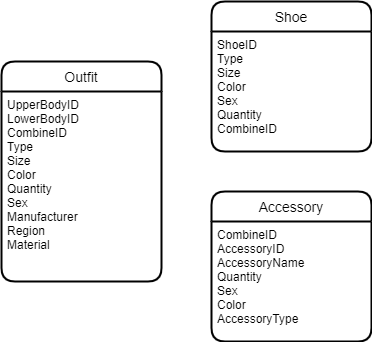 Outfit
UpperBodyID
LowerBodyID
CombineID
Type
Size
Color
Quantity
Sex
Manufacturer
Region
Material
Shoe
ShoeID
Type
Size
Color
Sex
Quantity
CombineID
Accessory
CombineID
AccessoryID
AccessoryName
Quantity
Sex
Color
AccessoryType